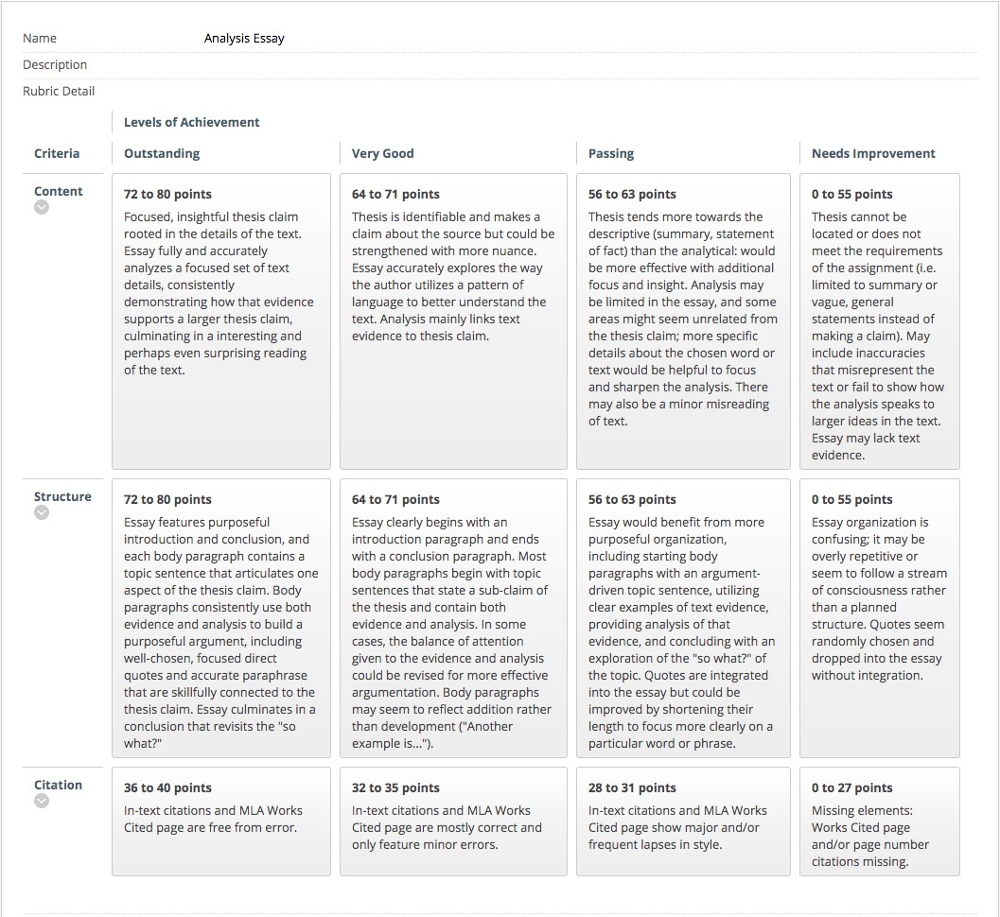 Name Analysis Essay
Description
Rubric Detail
Levels of Achievement
Criteria Outstanding Very Good Passing Needs Improvement
Content
72 to 80 points
Focused, insightful thesis claim
rooted in the details of the text.
Essay fully and accurately
analyzes a focused set of text
details, consistently
demonstrating how that evidence
supports a larger thesis claim,
culminating in a interesting and
perhaps even surprising reading
of the text.
64 to 71 points
Thesis is identifiable and makes a
claim about the source but could be
strengthened with more nuance.
Essay accurately explores the way
the author utilizes a pattern of
language to better understand the
text. Analysis mainly links text
evidence to thesis claim.
56 to 63 points
Thesis tends more towards the
descriptive (summary, statement
of fact) than the analytical: would
be more effective with additional
focus and insight. Analysis may
be limited in the essay, and some
areas might seem unrelated from
the thesis claim; more specific
details about the chosen word or
text would be helpful to focus
and sharpen the analysis. There
may also be a minor misreading
of text.
0 to 55 points
Thesis cannot be
located or does not
meet the requirements
of the assignment (i.e.
limited to summary or
vague, general
statements instead of
making a claim). May
include inaccuracies
that misrepresent the
text or fail to show how
the analysis speaks to
larger ideas in the text.
Essay may lack text
evidence.
Structure
72 to 80 points
Essay features purposeful
introduction and conclusion, and
each body paragraph contains a
topic sentence that articulates one
aspect of the thesis claim. Body
paragraphs consistently use both
evidence and analysis to build a
purposeful argument, including
well-chosen, focused direct
quotes and accurate paraphrase
that are skillfully connected to the
thesis claim. Essay culminates in a
conclusion that revisits the "so
what?"
64 to 71 points
Essay clearly begins with an
introduction paragraph and ends
with a conclusion paragraph. Most
body paragraphs begin with topic
sentences that state a sub-claim of
the thesis and contain both
evidence and analysis. In some
cases, the balance of attention
given to the evidence and analysis
could be revised for more effective
argumentation. Body paragraphs
may seem to reflect addition rather
than development ("Another
example is...").
56 to 63 points
Essay would benefit from more
purposeful organization,
including starting body
paragraphs with an argument-
driven topic sentence, utilizing
clear examples of text evidence,
providing analysis of that
evidence, and concluding with an
exploration of the "so what?" of
the topic. Quotes are integrated
into the essay but could be
improved by shortening their
length to focus more clearly on a
particular word or phrase.
0 to 55 points
Essay organization is
confusing; it may be
overly repetitive or
seem to follow a stream
of consciousness rather
than a planned
structure. Quotes seem
randomly chosen and
dropped into the essay
without integration.
Citation
36 to 40 points
In-text citations and MLA Works
Cited page are free from error.
32 to 35 points
In-text citations and MLA Works
Cited page are mostly correct and
only feature minor errors.
28 to 31 points
In-text citations and MLA Works
Cited page show major and/or
frequent lapses in style.
0 to 27 points
Missing elements:
Works Cited page
and/or page number
citations missing.